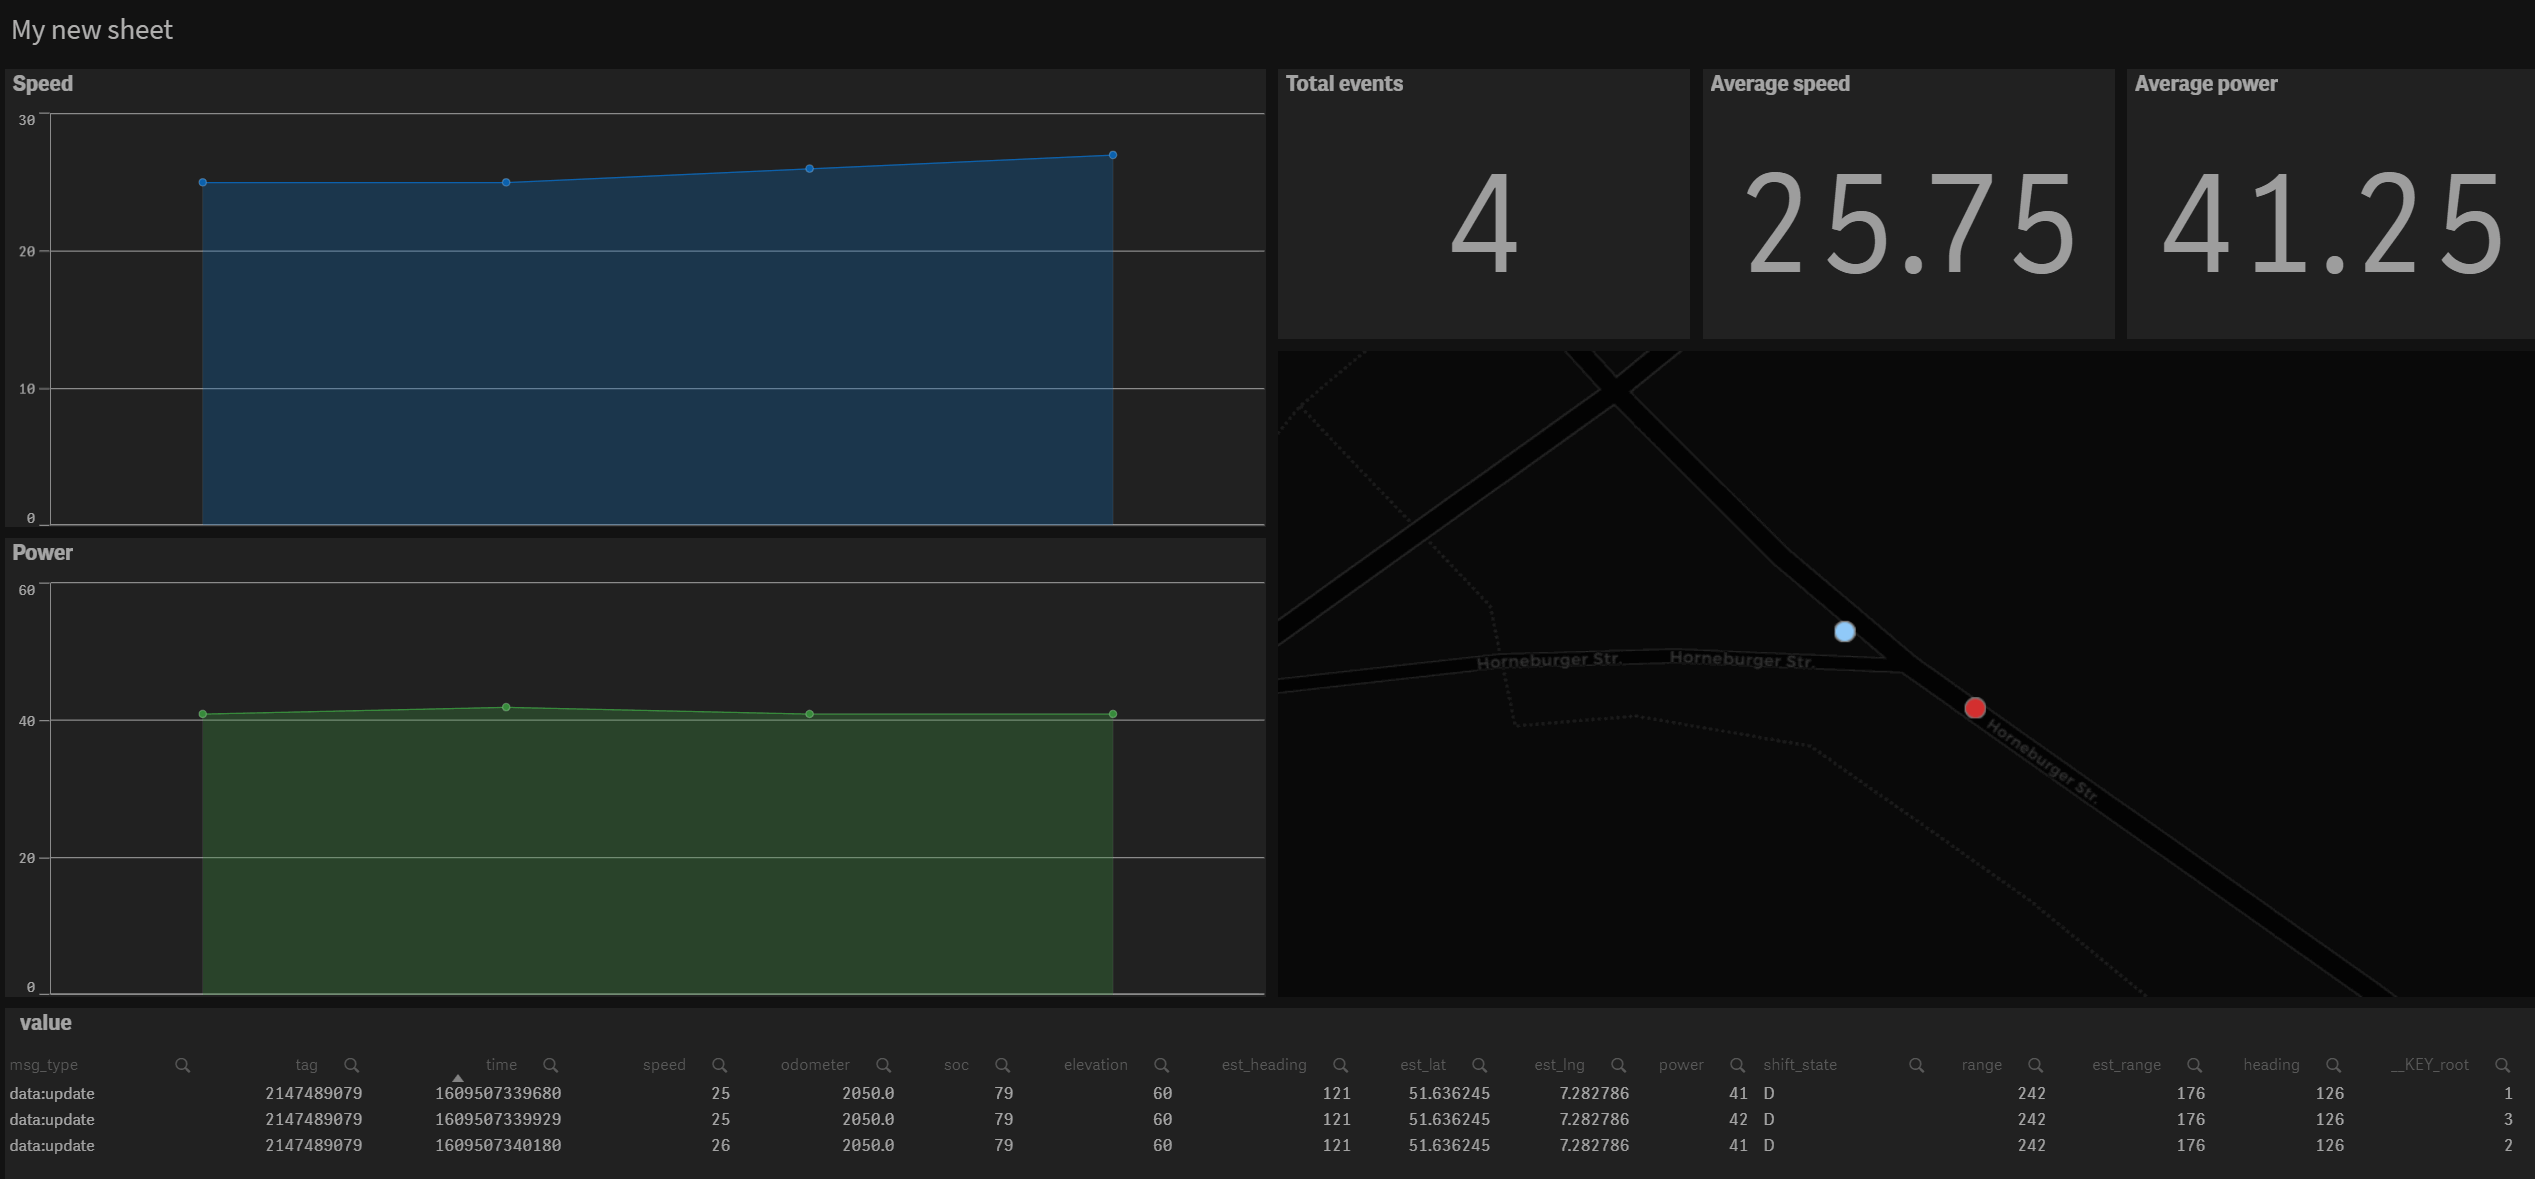 My new sheet
Speed
30
20
10
0
Total events
4
Average speed
25.75
Average power
41.25
Power
60
40
20
0
Horneburger Str. Horneburger Str.
Horneburger Str.
value
msg_type tag time speed odometer soc elevation est_heading est_lat est_lng power shift_state range est_range heading __KEY_root
data:update 2147489079 1609507339680 25 2050.0 79 60 121 51.636245 7.282786 41 D 242 176 126 1
data:update 2147489079 1609507339929 25 2050.0 79 60 121 51.636245 7.282786 42 D 242 176 126 3
data:update 2147489079 1609507340180 26 2050.0 79 60 121 51.636245 7.282786 41 D 242 176 126 2